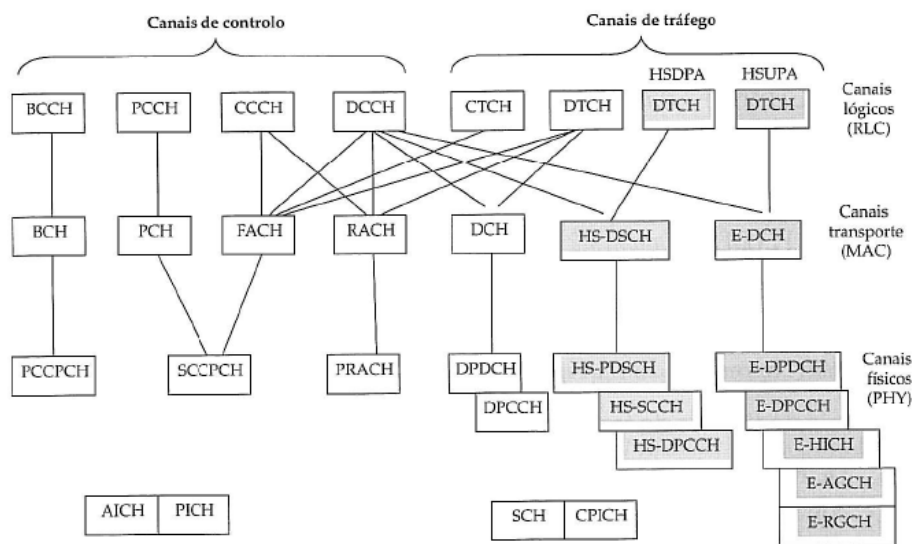 Canais de controlo
Canais de tráfego
HSDPA
HSUPA
BCCH
PCCH
CCCH
DCCH
CTCH
DTCH
DTCH
DTCH
Canais
lógicos
(RLC)
BCH
PCH
FACH
RACH
DCH
HS-DSCH
E-DCH
Canais
transporte
(MAC)
PCCPCH
SCCPCH
PRACH
DPDCH
HS-PDSCH
E-DPDCH
Canais
físicos
(PHY)
DPCCH
HS-SCCH
E-DPCCH
HS-DPCCH
E-HICH
E-AGCH
E-RGCH
AICH
PICH
SCH
CPICH